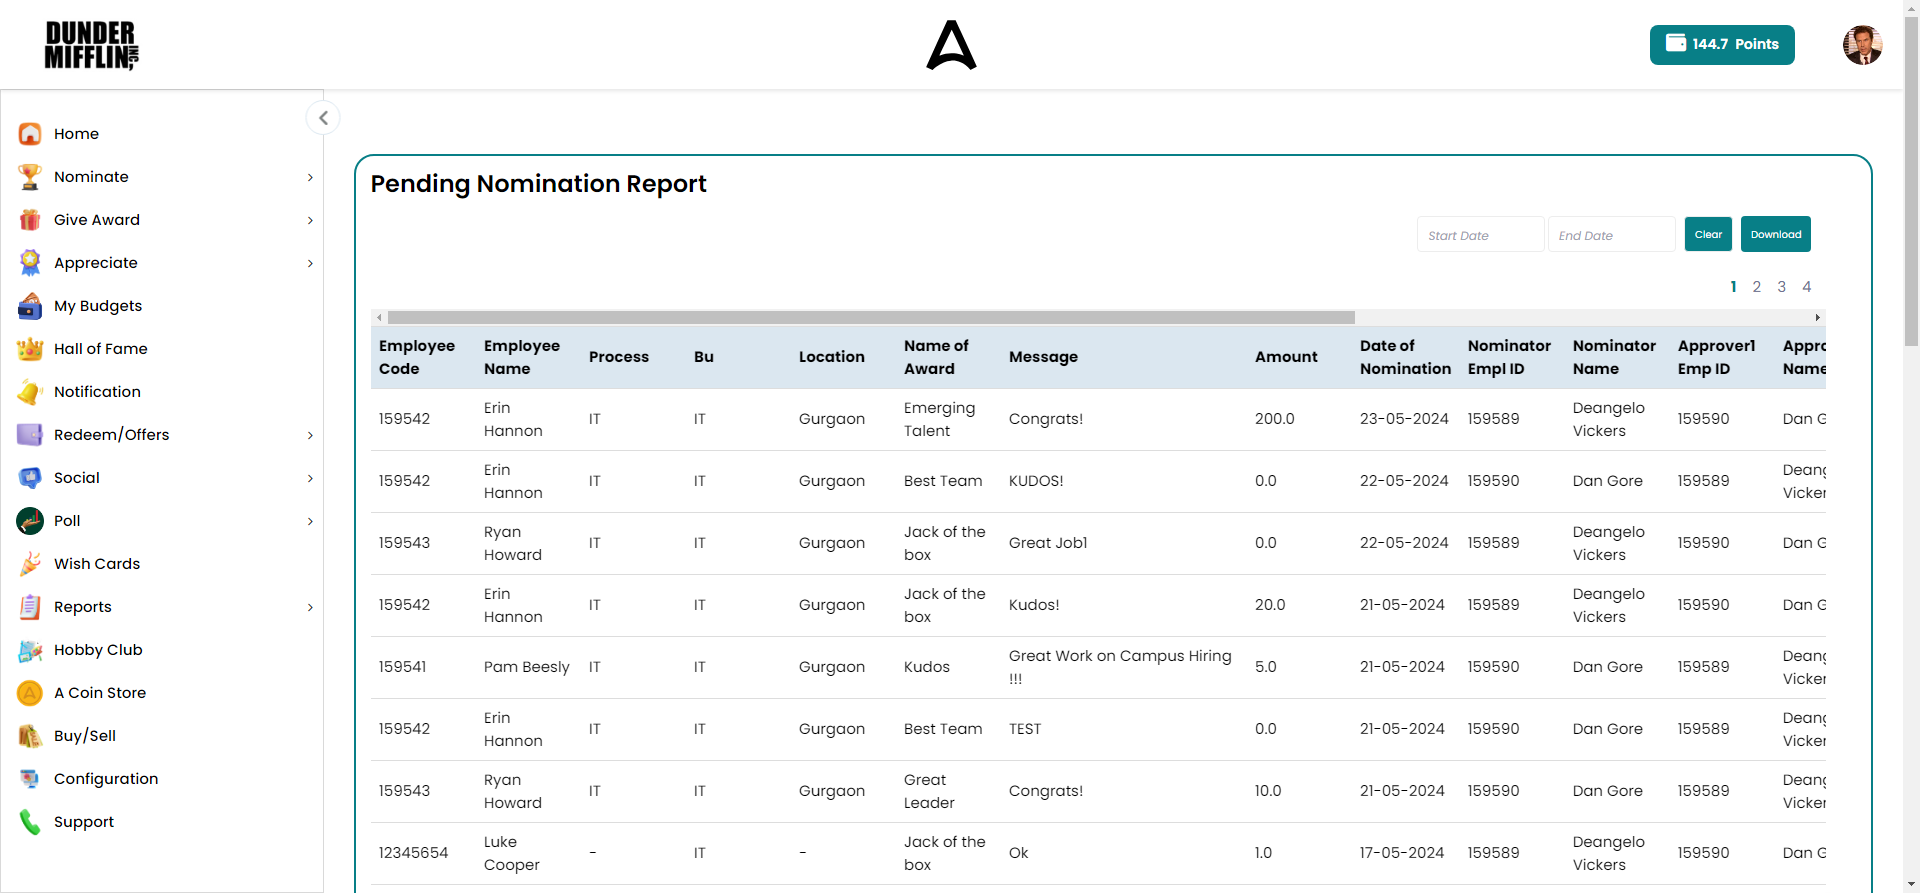 DUNDER
MIFFLIN INC,
144.7 Points
Home
Nominate
Give Award
Appreciate
My Budgets
Hall of Fame
Notification
Redeem/Offers
Social
Poll
Wish Cards
Reports
Hobby Club
A Coin Store
Buy/Sell
Configuration
Support
Pending Nomination Report
Start Date End Date Clear Download
1 2 3 4
Employee Code Employee Name Process Bu Location Name of Award Message Amount Date of Nomination Nominator Empl ID Nominator Name Approver1 Emp ID Appro Name
159542 Erin Hannon IT IT Gurgaon Emerging Talent Congrats! 200.0 23-05-2024 159589 Deangelo Vickers 159590 Dan G
159542 Erin Hannon IT IT Gurgaon Best Team KUDOS! 0.0 22-05-2024 159590 Dan Gore 159589 Deang Vicker
159543 Ryan Howard IT IT Gurgaon Jack of the box Great Job1 0.0 22-05-2024 159589 Deangelo Vickers 159590 Dan G
159542 Erin Hannon IT IT Gurgaon Jack of the box Kudos! 20.0 21-05-2024 159589 Deangelo Vickers 159590 Dan G
159541 Pam Beesly IT IT Gurgaon Kudos Great Work on Campus Hiring !!! 5.0 21-05-2024 159590 Dan Gore 159589 Deang Vicker
159542 Erin Hannon IT IT Gurgaon Best Team TEST 0.0 21-05-2024 159590 Dan Gore 159589 Deang Vicker
159543 Ryan Howard IT IT Gurgaon Great Leader Congrats! 10.0 21-05-2024 159590 Dan Gore 159589 Deang Vicker
12345654 Luke Cooper - IT - Jack of the box Ok 1.0 17-05-2024 159589 Deangelo Vickers 159590 Dan G